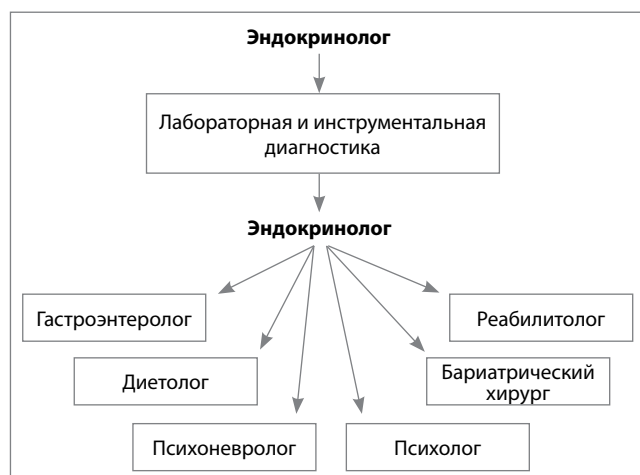 Эндокринолог
Лабораторная и инструментальная
диагностика
Эндокринолог
Гастроэнтеролог
Реабилитолог
Диетолог
Бариатрический
хирург
Психоневролог
Психолог